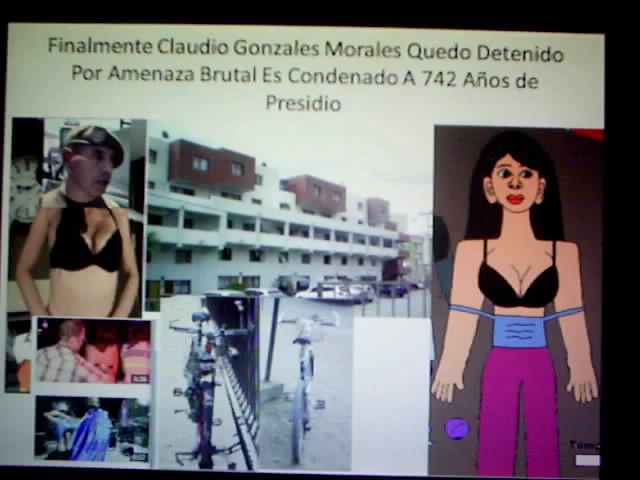 Finalmente Claudio Gonzales Morales Quedo Detenido
Por Amenaza Brutal Es Condenado A 742 Años de
Presidio